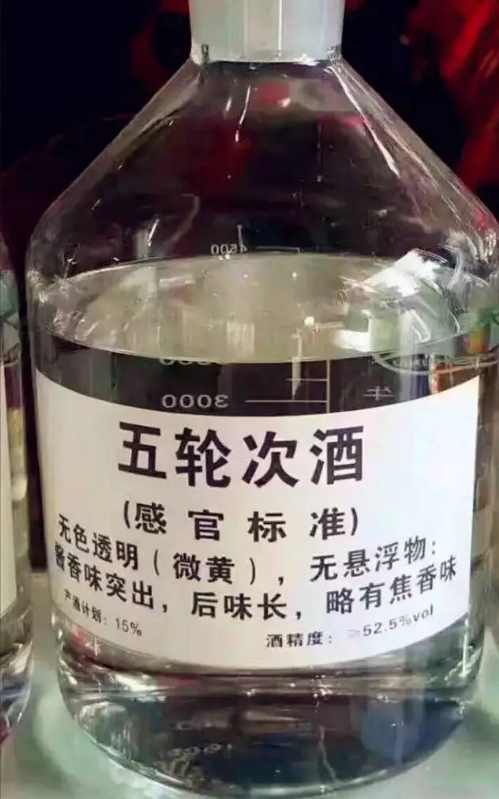 4500
3000
五轮次酒
(感官标准)
无色透明(微黄),无悬浮物:
酱香味突出,后味长,略有焦香味
产酒计划:15%
酒精度:≥52.5%vol